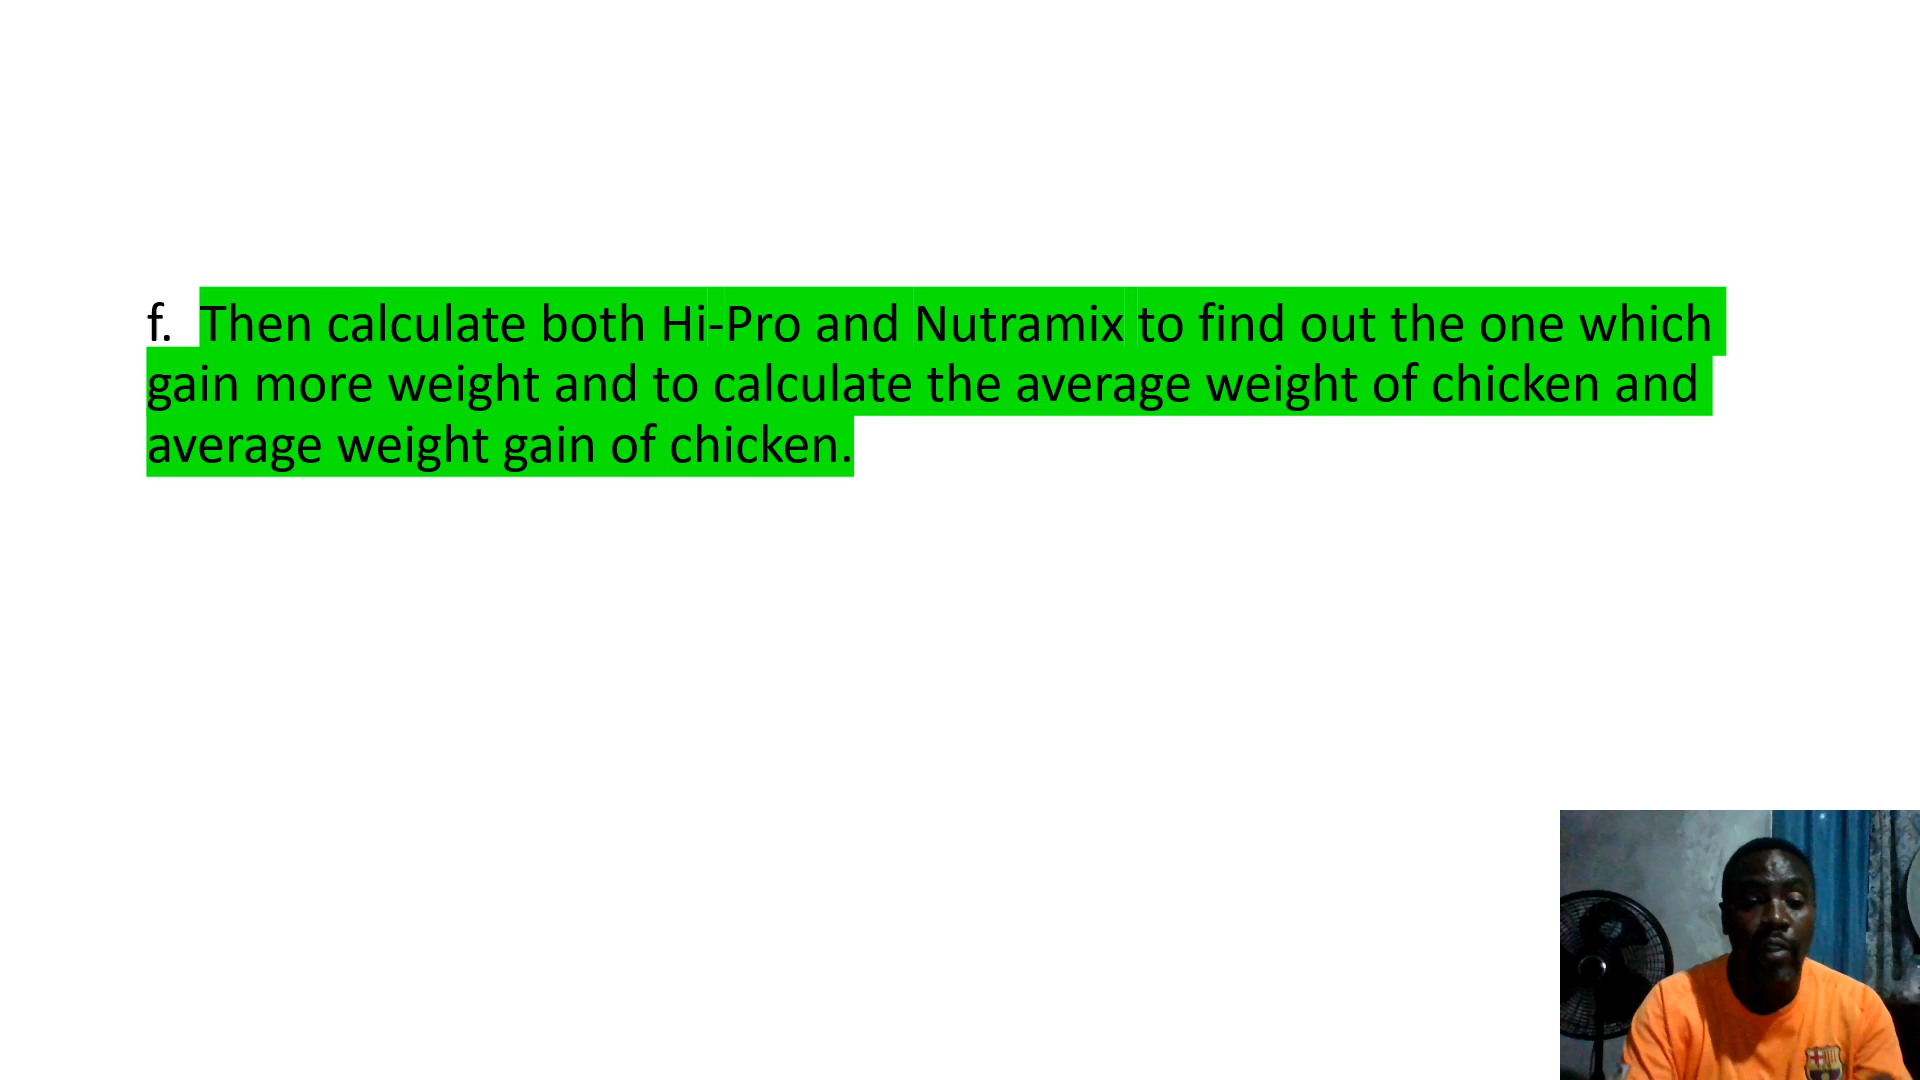 f. Then calculate both Hi-Pro and Nutramix to find out the one which
gain more weight and to calculate the average weight of chicken and
average weight gain of chicken.